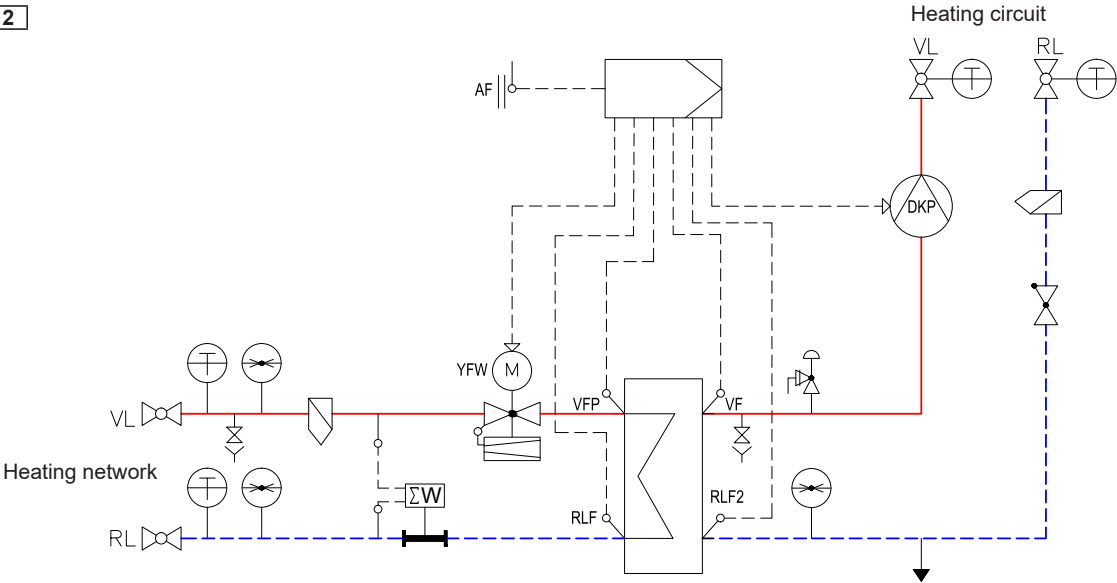 2
Heating circuit
VL
RL
T
T
AF
DKP
YFW
M
T
VL
VFP
VF
Heating network
T
ΣW
RLF
RLF2
RL